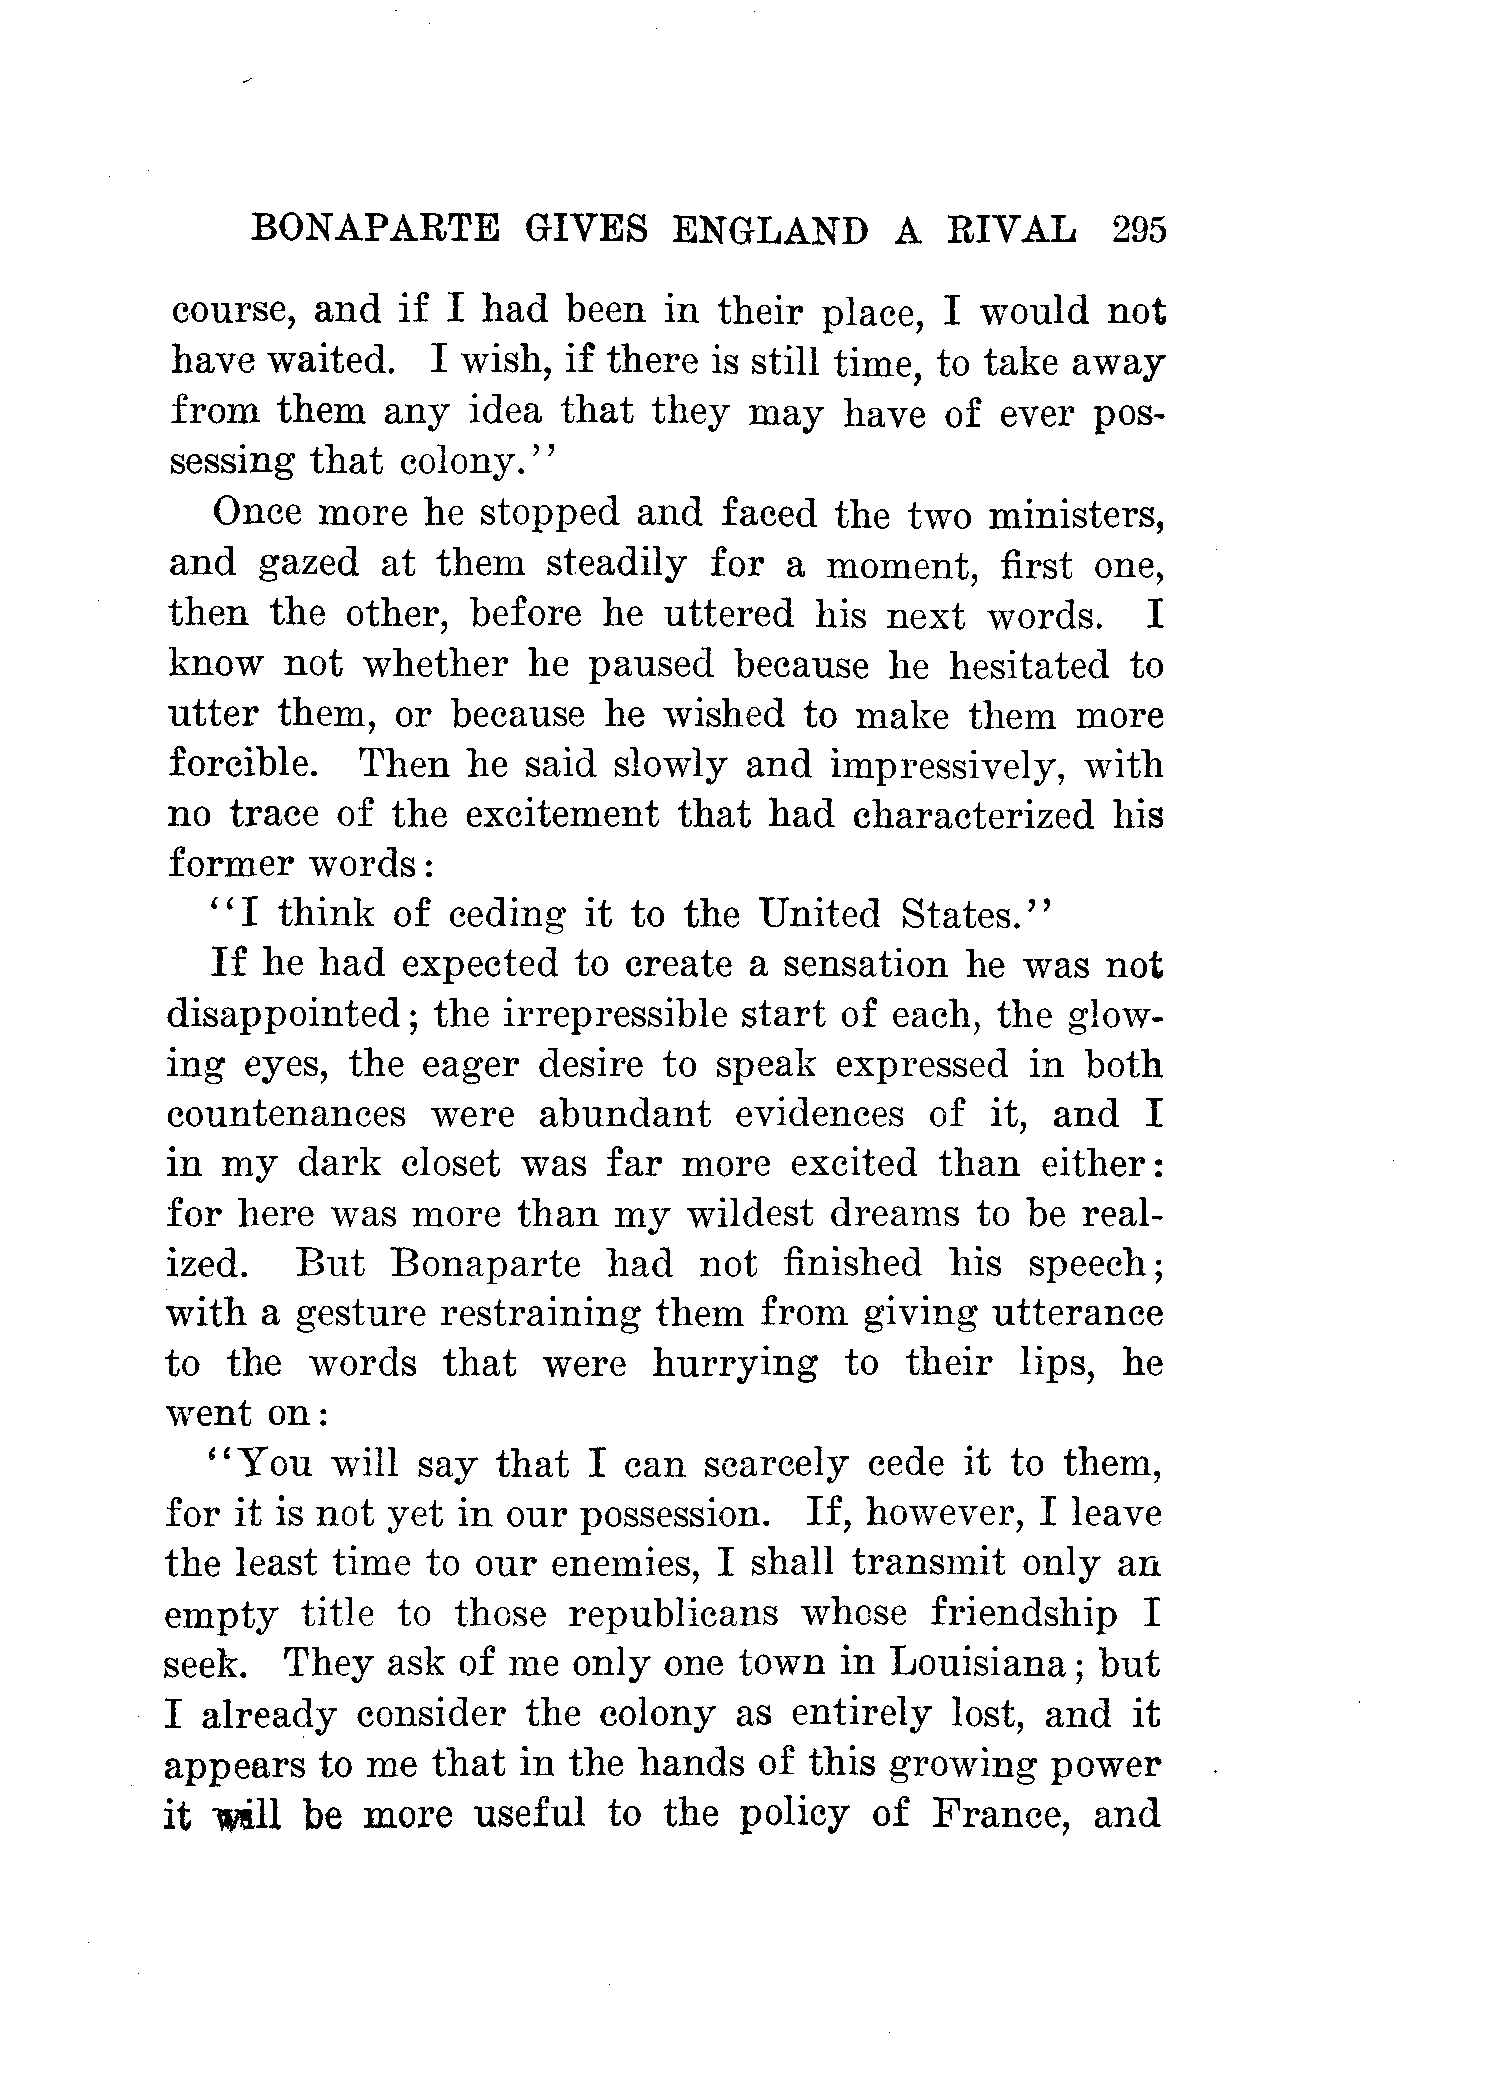 BONAPARTE GIVES ENGLAND A RIVAL 295
course, and if I had been in their place, I would not
have waited. I wish, if there is still time, to take away
from them any idea that they may have of ever pos-
sessing that colony.''
Once more he stopped and faced the two ministers,
and gazed at them steadily for a moment, first one,
then the other, before he uttered his next words. I
know not whether he paused because he hesitated to
utter them, or because he wished to make them more
forcible. Then he said slowly and impressively, with
no trace of the excitement that had characterized his
former words:
‘‘I think of ceding it to the United States.’’
If he had expected to create a sensation he was not
disappointed; the irrepressible start of each, the glow-
ing eyes, the eager desire to speak expressed in both
countenances were abundant evidences of it, and I
in my dark closet was far more excited than either:
for here was more than my wildest dreams to be real-
ized. But Bonaparte had not finished his speech;
with a gesture restraining them from giving utterance
to the words that were hurrying to their lips, he
went on:
‘‘You will say that I can scarcely cede it to them,
for it is not yet in our possession. If, however, I leave
the least time to our enemies, I shall transmit only an
empty title to those republicans whose friendship I
seek. They ask of me only one town in Louisiana; but
I already consider the colony as entirely lost, and it
appears to me that in the hands of this growing power
it will be more useful to the policy of France, and